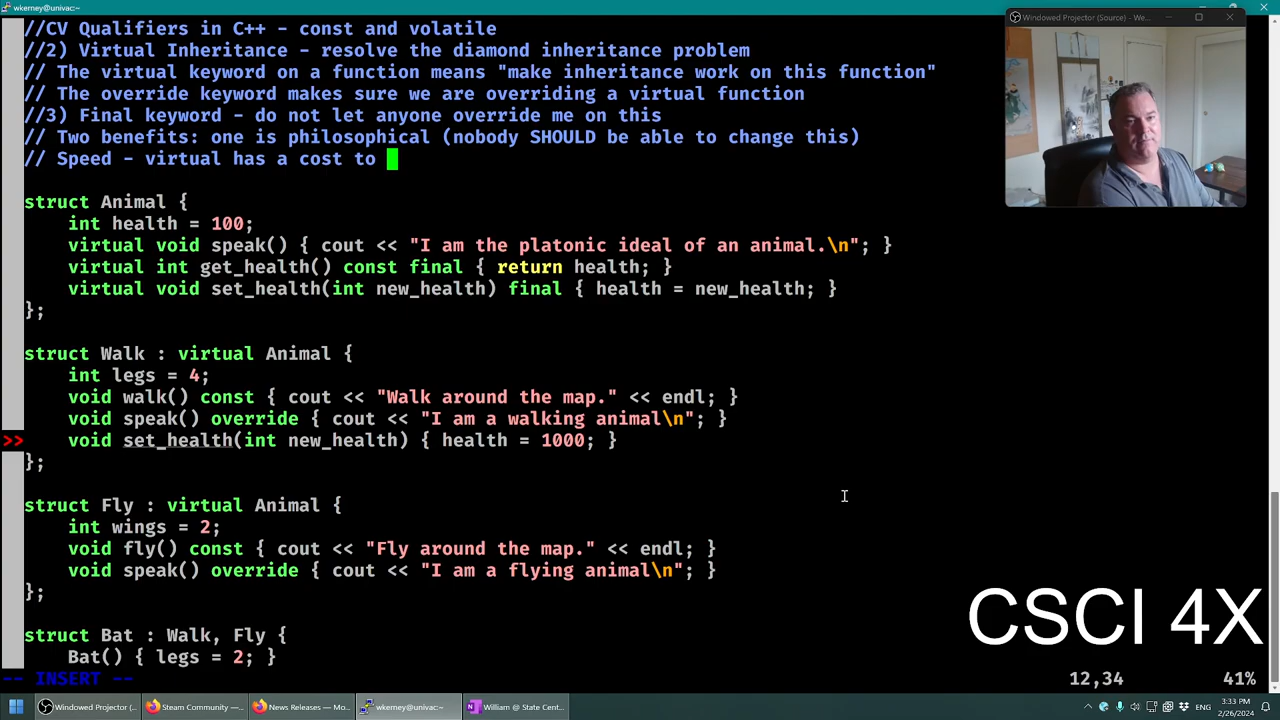 wkerney@univac:~
Windowed Projector (Source) - We...
//CV Qualifiers in C++ - const and volatile
//2) Virtual Inheritance - resolve the diamond inheritance problem
// The virtual keyword on a function means "make inheritance work on this function"
// The override keyword makes sure we are overriding a virtual function
//3) Final keyword - do not let anyone override me on this
// Two benefits: one is philosophical (nobody SHOULD be able to change this)
// Speed - virtual has a cost to
struct Animal {
int health = 100;
virtual void speak() { cout << "I am the platonic ideal of an animal.\n"; }
virtual int get_health() const final { return health; }
virtual void set_health(int new_health) final { health = new_health; }
};
struct Walk : virtual Animal {
int legs = 4;
void walk() const { cout << "Walk around the map." << endl; }
void speak() override { cout << "I am a walking animal\n"; }
>> void set_health(int new_health) { health = 1000; }
};
struct Fly : virtual Animal {
int wings = 2;
void fly() const { cout << "Fly around the map." << endl; }
void speak() override { cout << "I am a flying animal\n"; }
};
struct Bat : Walk, Fly {
Bat() { legs = 2; }
-- INSERT --
12,34
41%
CSCI 4X
Windowed Projector (...
Steam Community —...
News Releases — Mo...
wkerney@univac:~
William @ State Cent...
3:33 PM
2/26/2024